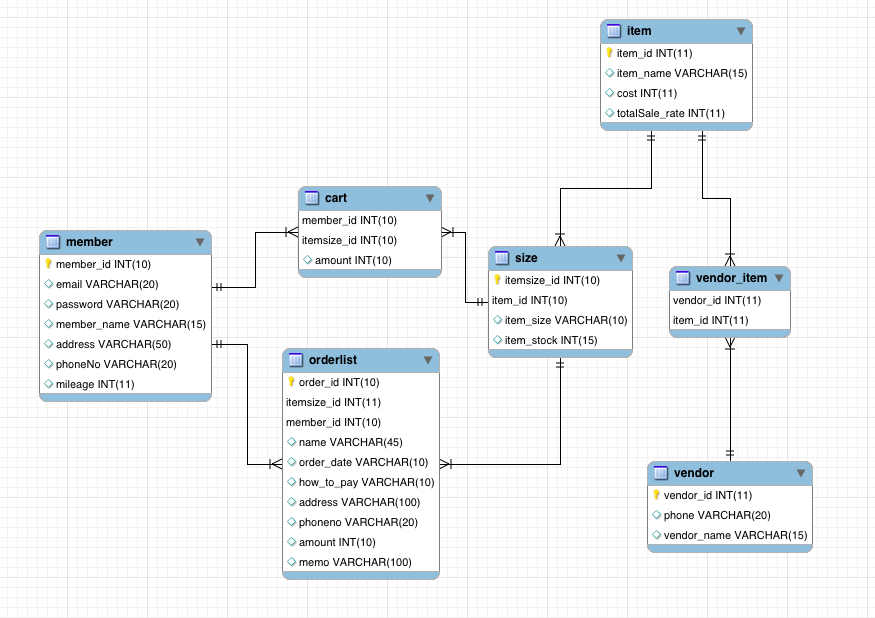 item
item_id INT(11)
item_name VARCHAR(15)
cost INT(11)
totalSale_rate INT(11)
cart
member_id INT(10)
itemsize_id INT(10)
amount INT(10)
member
member_id INT(10)
email VARCHAR(20)
password VARCHAR(20)
member_name VARCHAR(15)
address VARCHAR(50)
phoneNo VARCHAR(20)
mileage INT(11)
size
itemsize_id INT(10)
item_id INT(10)
item_size VARCHAR(10)
item_stock INT(15)
vendor_item
vendor_id INT(11)
item_id INT(11)
orderlist
order_id INT(10)
itemsize_id INT(11)
member_id INT(10)
name VARCHAR(45)
order_date VARCHAR(10)
how_to_pay VARCHAR(10)
address VARCHAR(100)
phoneno VARCHAR(20)
amount INT(10)
memo VARCHAR(100)
vendor
vendor_id INT(11)
phone VARCHAR(20)
vendor_name VARCHAR(15)